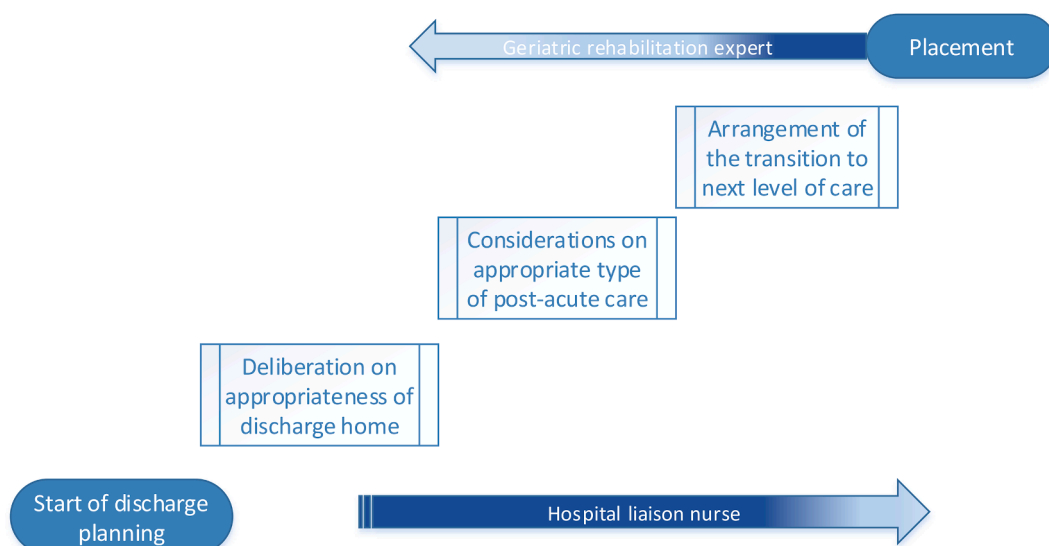 Geriatric rehabilitation expert
Placement
Arrangement of
the transition to
next level of care
Considerations on
appropriate type
of post-acute care
Deliberation on
appropriateness of
discharge home
Start of discharge
planning
Hospital liaison nurse